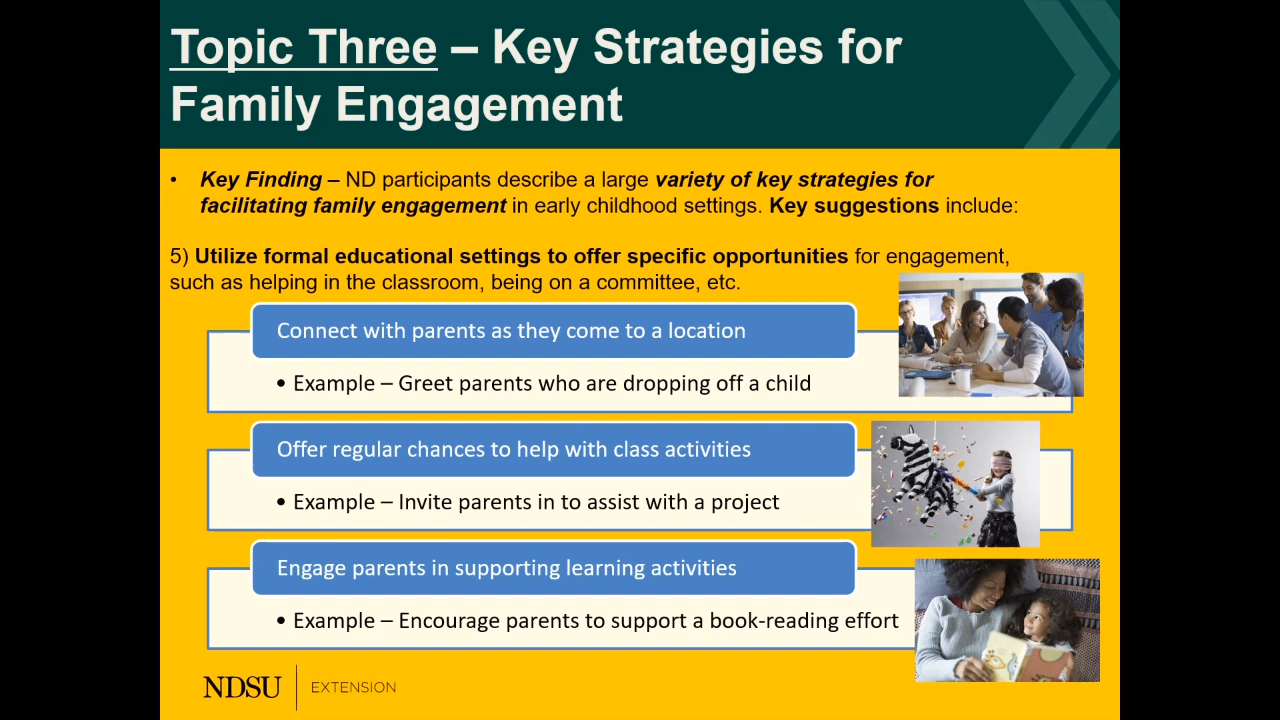 Topic Three – Key Strategies for
Family Engagement
• Key Finding – ND participants describe a large variety of key strategies for
facilitating family engagement in early childhood settings. Key suggestions include:
5) Utilize formal educational settings to offer specific opportunities for engagement,
such as helping in the classroom, being on a committee, etc.
Connect with parents as they come to a location
• Example – Greet parents who are dropping off a child
Offer regular chances to help with class activities
• Example – Invite parents in to assist with a project
Engage parents in supporting learning activities
• Example – Encourage parents to support a book-reading effort
NDSU EXTENSION